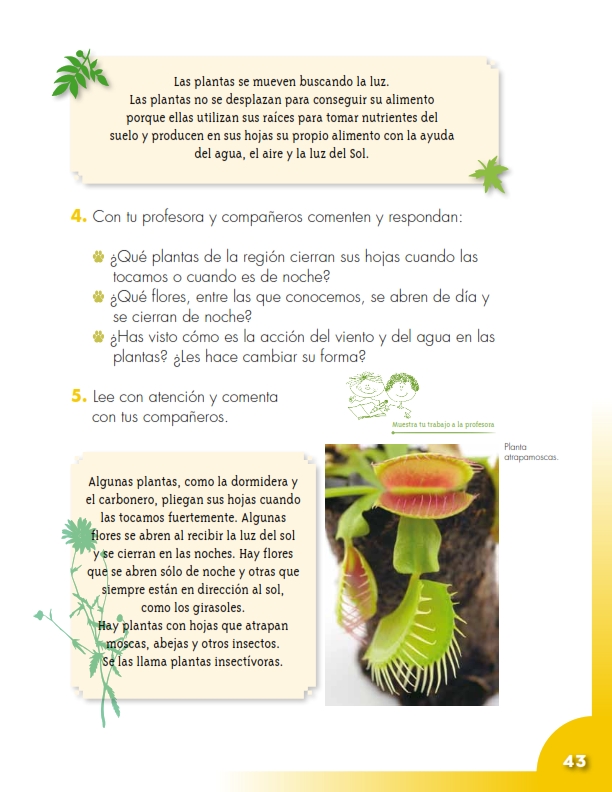 Las plantas se mueven buscando la luz.
Las plantas no se desplazan para conseguir su alimento
porque ellas utilizan sus raíces para tomar nutrientes del
suelo y producen en sus hojas su propio alimento con la ayuda
del agua, el aire y la luz del Sol.
4. Con tu profesora y compañeros comenten y respondan:
¿Qué plantas de la región cierran sus hojas cuando las
tocamos o cuando es de noche?
¿Qué flores, entre las que conocemos, se abren de día y
se cierran de noche?
¿Has visto cómo es la acción del viento y del agua en las
plantas? ¿Les hace cambiar su forma?
5. Lee con atención y comenta
con tus compañeros.
Muestra tu trabajo a la profesora
Planta
atrapamoscas.
Algunas plantas, como la dormidera y
el carbonero, pliegan sus hojas cuando
las tocamos fuertemente. Algunas
flores se abren al recibir la luz del sol
y se cierran en las noches. Hay flores
que se abren sólo de noche y otras que
siempre están en dirección al sol,
como los girasoles.
Hay plantas con hojas que atrapan
moscas, abejas y otros insectos.
Se las llama plantas insectívoras.
43